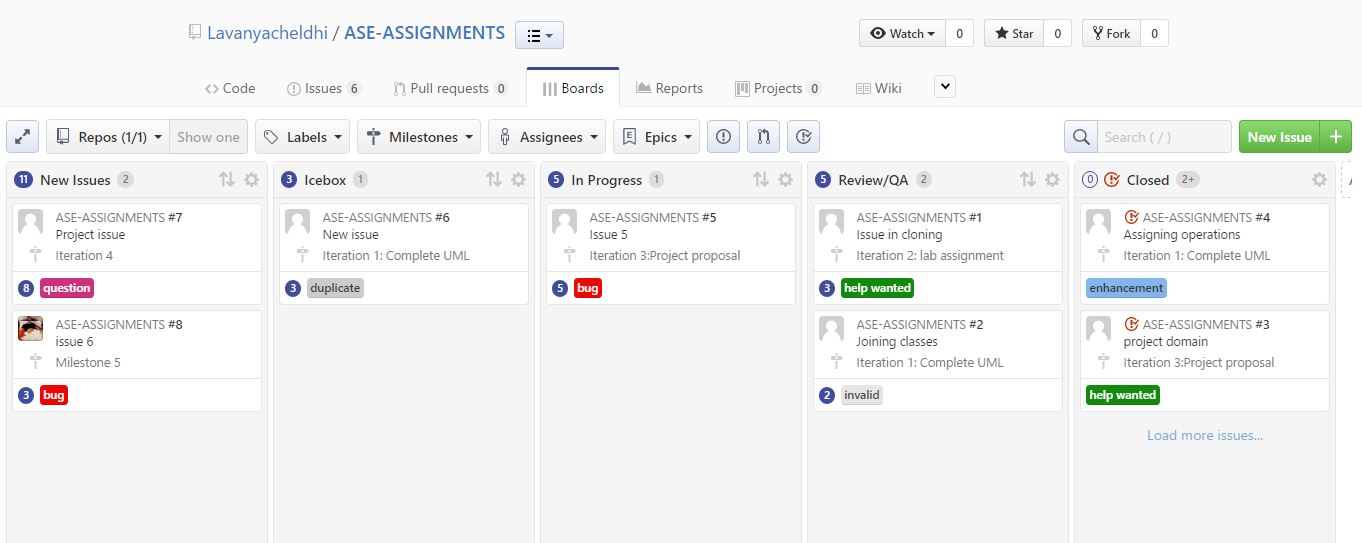 Lavanyacheldhi / ASE-ASSIGNMENTS
Watch 0 Star 0 Fork 0
Code Issues 6 Pull requests 0 Boards Reports Projects 0 Wiki
Repos (1/1) Show one Labels Milestones Assignees Epics Search ( / ) New Issue +
11 New Issues 2
ASE-ASSIGNMENTS #7
Project issue
Iteration 4
8 question
ASE-ASSIGNMENTS #8
issue 6
Milestone 5
3 bug
3 Icebox 1
ASE-ASSIGNMENTS #6
New issue
Iteration 1: Complete UML
3 duplicate
5 In Progress 1
ASE-ASSIGNMENTS #5
Issue 5
Iteration 3:Project proposal
5 bug
5 Review/QA 2
ASE-ASSIGNMENTS #1
Issue in cloning
Iteration 2: lab assignment
3 help wanted
ASE-ASSIGNMENTS #2
Joining classes
Iteration 1: Complete UML
2 invalid
0 Closed 2+
ASE-ASSIGNMENTS #4
Assigning operations
Iteration 1: Complete UML
enhancement
ASE-ASSIGNMENTS #3
project domain
Iteration 3:Project proposal
help wanted
Load more issues...